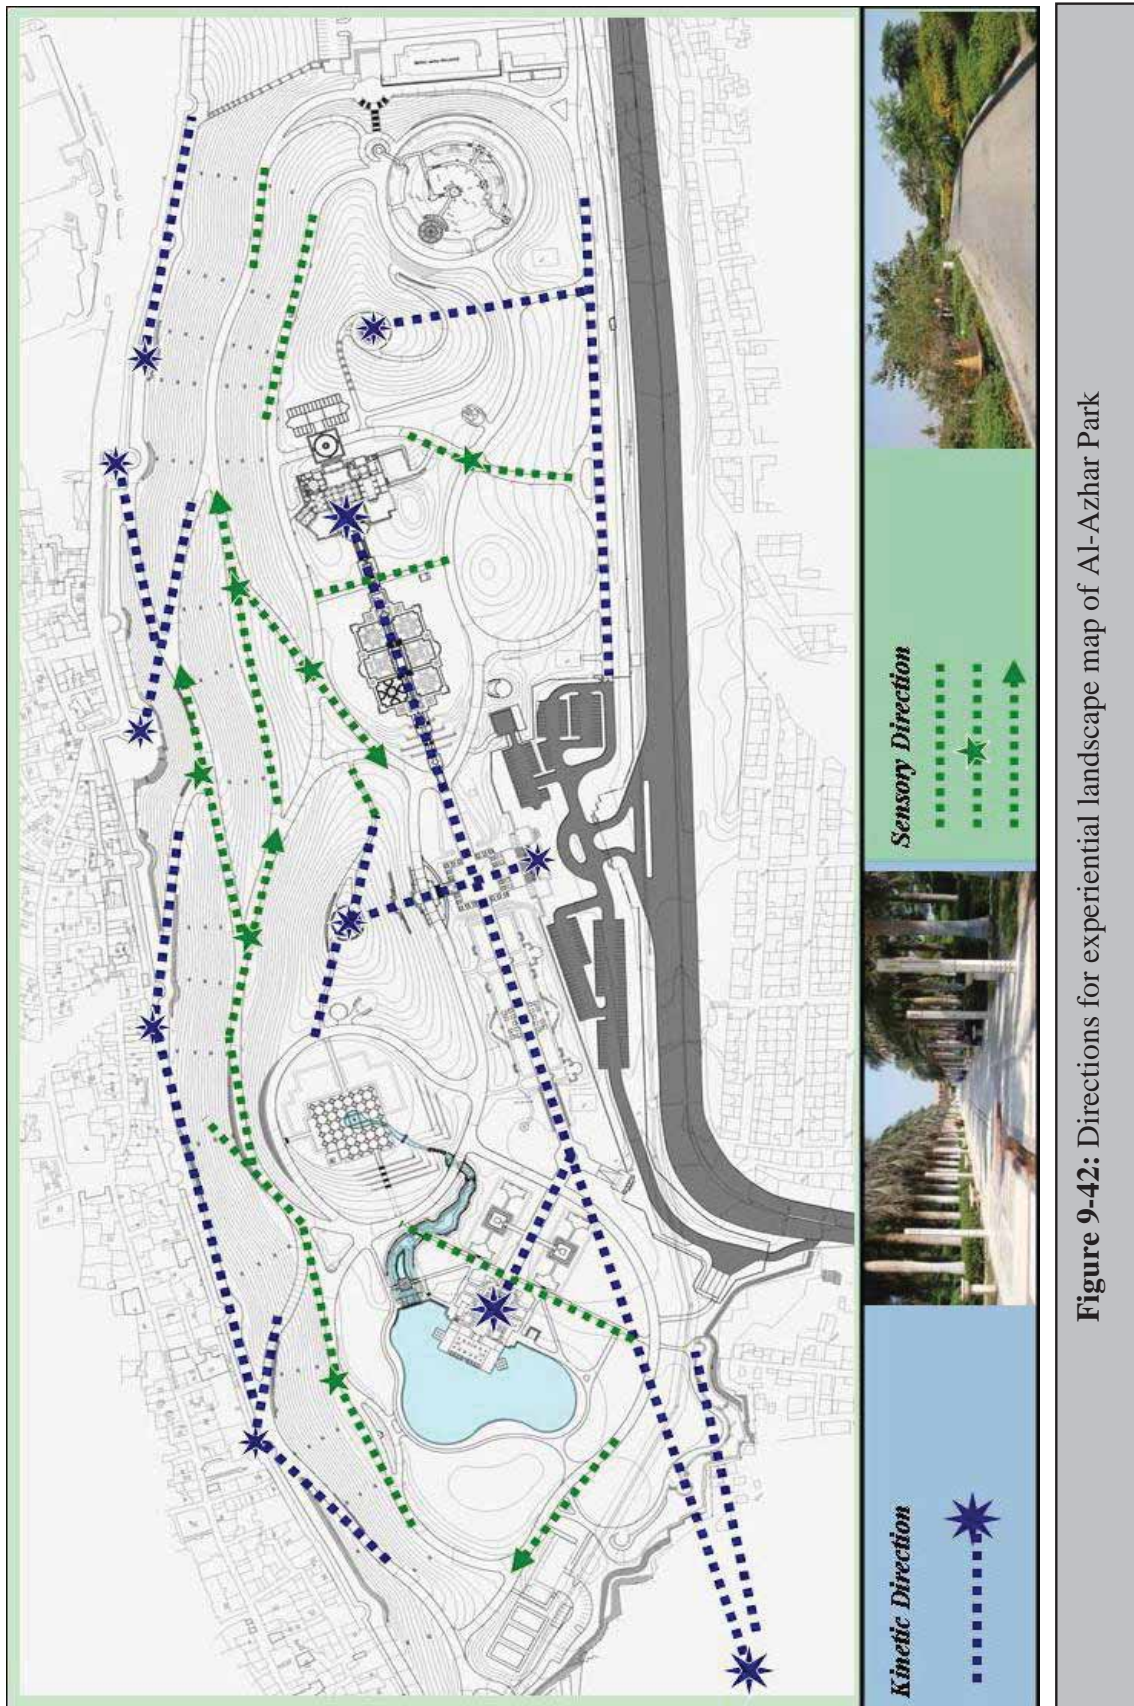 Kinetic Direction
Sensory Direction
Figure 9-42: Directions for experiential landscape map of Al-Azhar Park